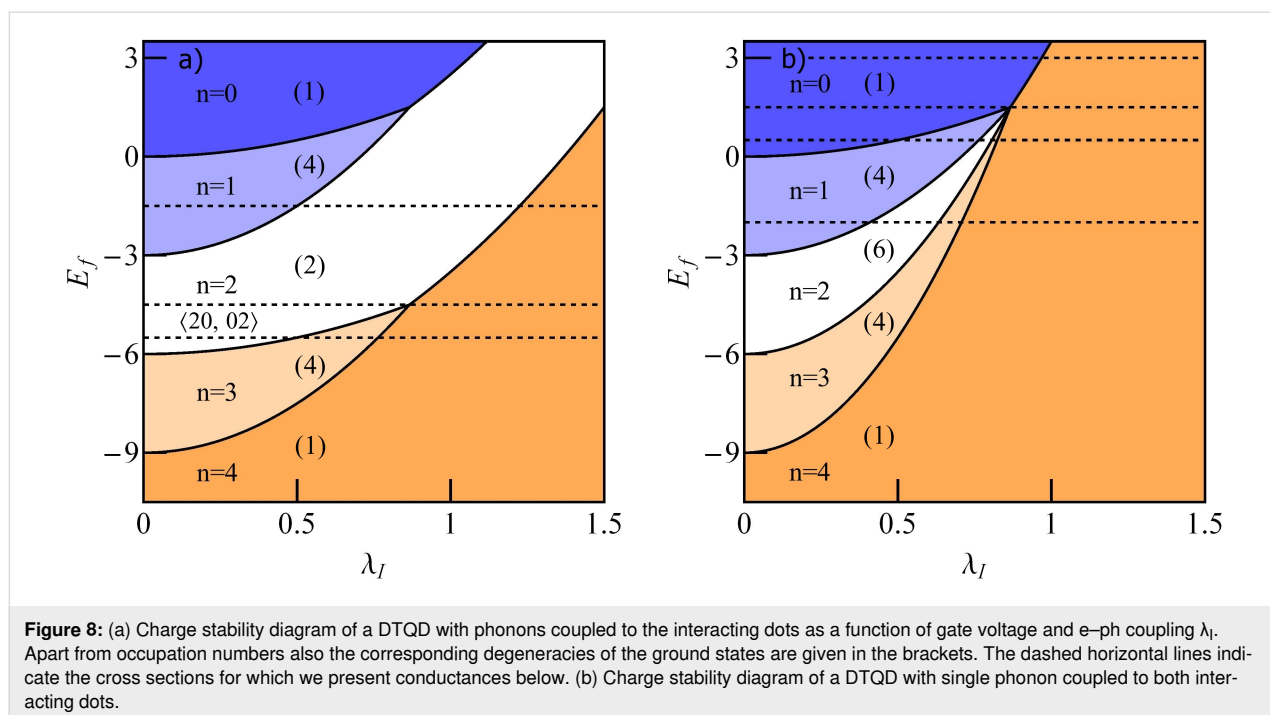 a)
3
0
−3
−6
−9
E_f
n=0 (1)
n=1 (4)
n=2 (2)
⟨20, 02⟩
n=3 (4)
n=4 (1)
0 0.5 1 1.5
λ_I
b)
3
0
−3
−6
−9
E_f
n=0 (1)
n=1 (4)
n=2 (6)
n=3 (4)
n=4 (1)
0 0.5 1 1.5
λ_I
Figure 8: (a) Charge stability diagram of a DTQD with phonons coupled to the interacting dots as a function of gate voltage and e–ph coupling λI.
Apart from occupation numbers also the corresponding degeneracies of the ground states are given in the brackets. The dashed horizontal lines indi-
cate the cross sections for which we present conductances below. (b) Charge stability diagram of a DTQD with single phonon coupled to both inter-
acting dots.